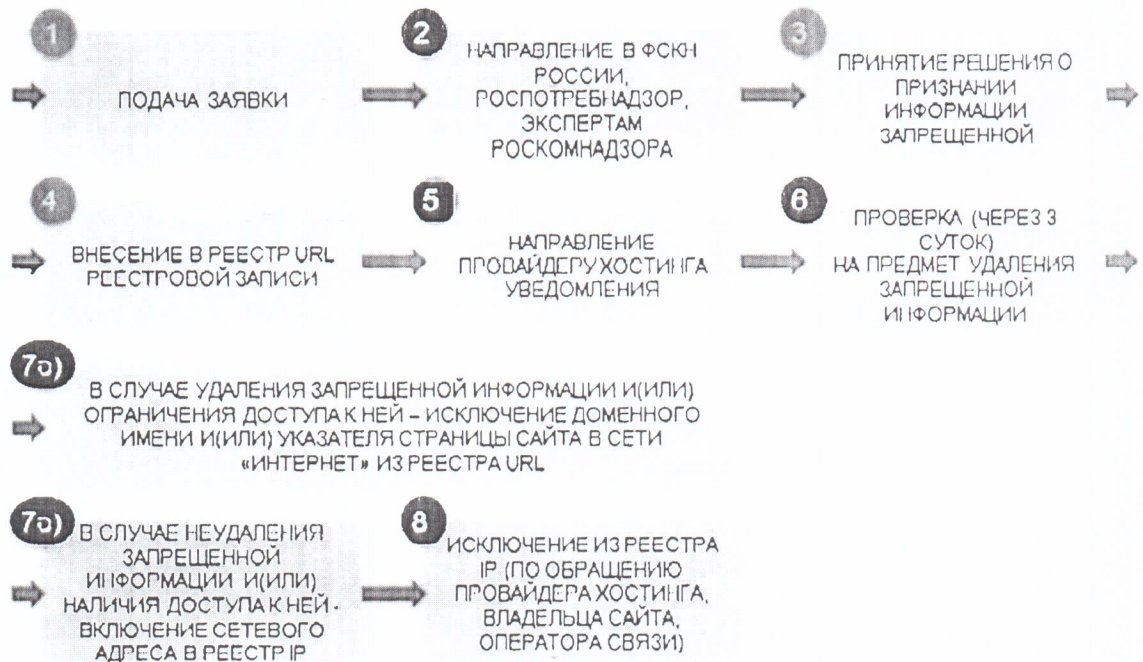 1
ПОДАЧА ЗАЯВКИ
2
НАПРАВЛЕНИЕ В ФСКН
РОССИИ,
РОСПОТРЕБНАДЗОР,
ЭКСПЕРТАМ
РОСКОМНАДЗОРА
3
ПРИНЯТИЕ РЕШЕНИЯ О
ПРИЗНАНИИ
ИНФОРМАЦИИ
ЗАПРЕЩЕННОЙ
4
ВНЕСЕНИЕ В РЕЕСТР URL
РЕЕСТРОВОЙ ЗАПИСИ
5
НАПРАВЛЕНИЕ
ПРОВАЙДЕРУ ХОСТИНГА
УВЕДОМЛЕНИЯ
6
ПРОВЕРКА (ЧЕРЕЗ 3
СУТОК)
НА ПРЕДМЕТ УДАЛЕНИЯ
ЗАПРЕЩЕННОЙ
ИНФОРМАЦИИ
7а)
В СЛУЧАЕ УДАЛЕНИЯ ЗАПРЕЩЕННОЙ ИНФОРМАЦИИ И(ИЛИ)
ОГРАНИЧЕНИЯ ДОСТУПА К НЕЙ – ИСКЛЮЧЕНИЕ ДОМЕННОГО
ИМЕНИ И(ИЛИ) УКАЗАТЕЛЯ СТРАНИЦЫ САЙТА В СЕТИ
«ИНТЕРНЕТ» ИЗ РЕЕСТРА URL
7а)
В СЛУЧАЕ НЕУДАЛЕНИЯ
ЗАПРЕЩЕННОЙ
ИНФОРМАЦИИ И(ИЛИ)
НАЛИЧИЯ ДОСТУПА К НЕЙ -
ВКЛЮЧЕНИЕ СЕТЕВОГО
АДРЕСА В РЕЕСТР IP
8
ИСКЛЮЧЕНИЕ ИЗ РЕЕСТРА
IP (ПО ОБРАЩЕНИЮ
ПРОВАЙДЕРА ХОСТИНГА,
ВЛАДЕЛЬЦА САЙТА,
ОПЕРАТОРА СВЯЗИ)